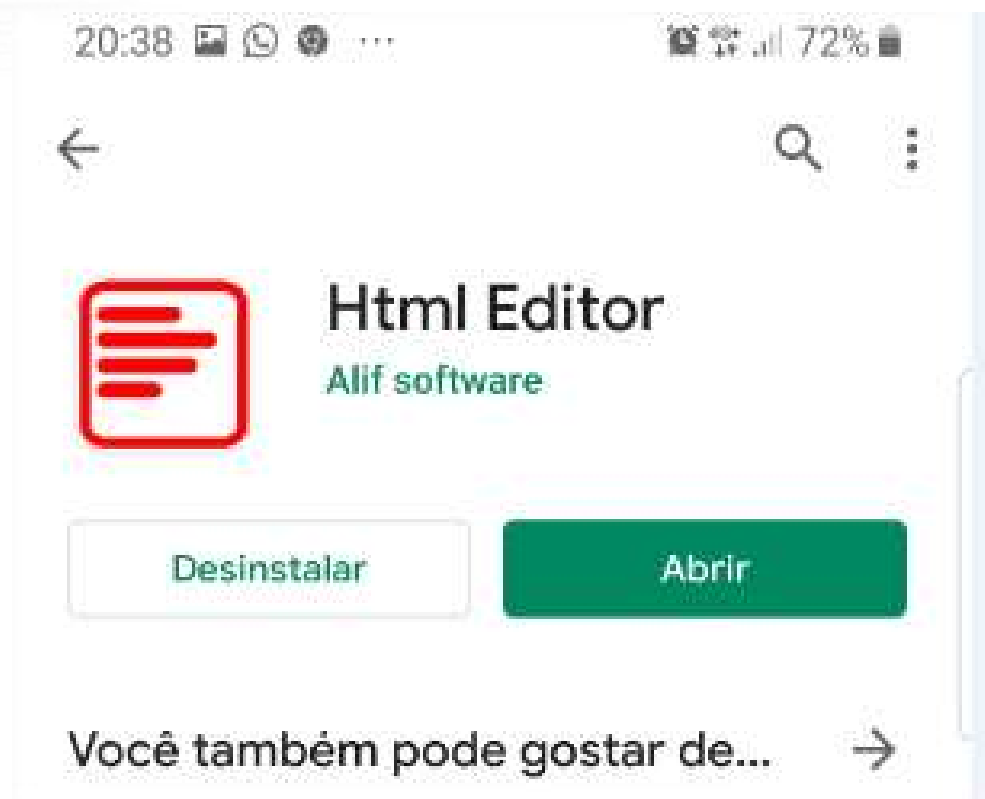 20:38 ... 72%
Html Editor
Alif software
Desinstalar
Abrir
Você também pode gostar de...